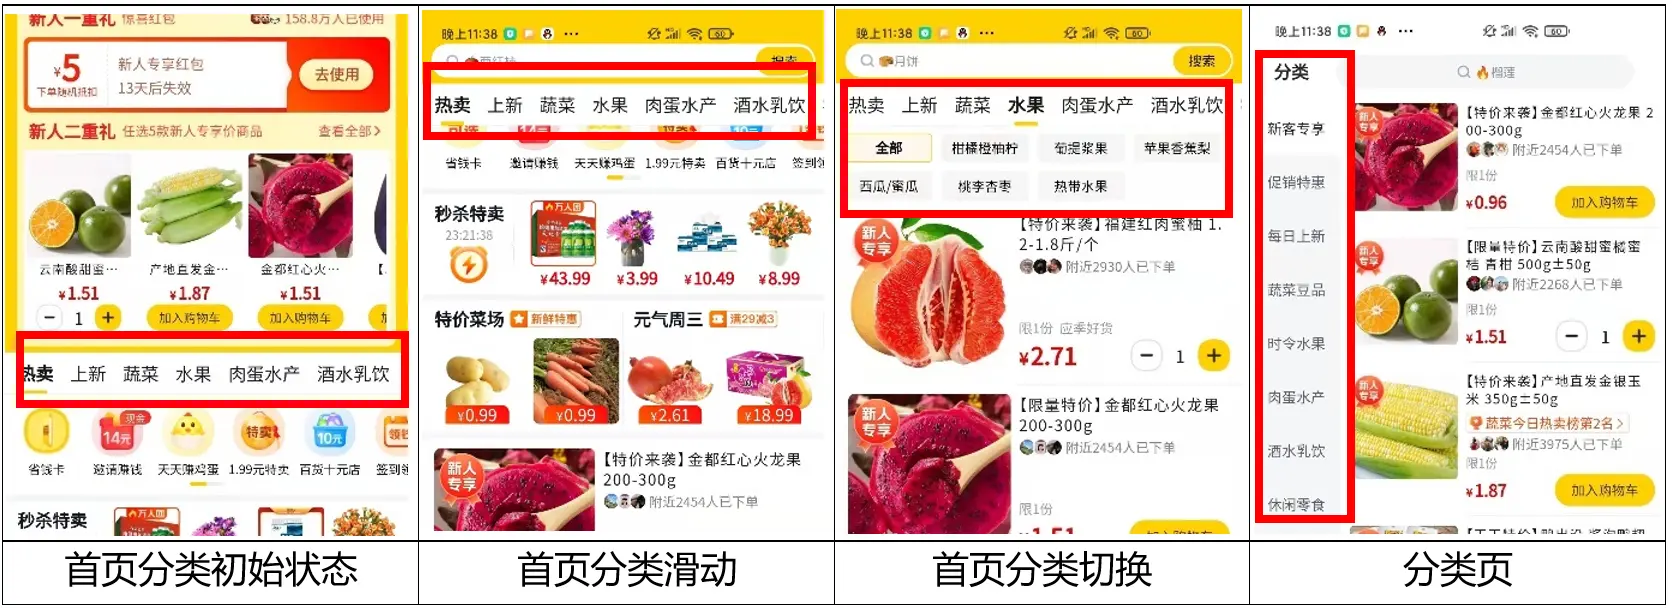 新人一重礼 惊喜红包 158.8万人已使用
¥5
下单随机抵扣
新人专享红包
13天后失效
去使用
新人二重礼 任选5款新人专享价商品 查看全部>
云南酸甜蜜… 产地直发金… 金都红心火…
¥1.51 ¥1.87 ¥1.51
− 1 + 加入购物车 加入购物车
热卖 上新 蔬菜 水果 肉蛋水产 酒水乳饮
现金
14元 特卖 10元
省钱卡 邀请赚钱 天天赚鸡蛋 1.99元特卖 百货十元店 签到领
秒杀特卖
万人团
首页分类初始状态
晚上11:38 ··· 60
搜索
热卖 上新 蔬菜 水果 肉蛋水产 酒水乳饮
省钱卡 邀请赚钱 天天赚鸡蛋 1.99元特卖 百货十元店 签到领
秒杀特卖
23:21:38
万人团
¥43.99 ¥3.99 ¥10.49 ¥8.99
特价菜场 新鲜特惠 元气周三 满29减3
¥0.99 ¥0.99 ¥2.61 ¥18.99
新人
专享
【特价来袭】金都红心火龙果
200-300g
附近2454人已下单
首页分类滑动
晚上11:38 ··· 60
月饼 搜索
热卖 上新 蔬菜 水果 肉蛋水产 酒水乳饮
全部 柑橘橙柚柠 葡提浆果 苹果香蕉梨
西瓜/蜜瓜 桃李杏枣 热带水果
新人
专享
【特价来袭】福建红肉蜜柚 1.
2-1.8斤/个
附近2930人已下单
限1份 应季好货
¥2.71 − 1 +
新人
专享
【限量特价】金都红心火龙果
200-300g
附近2454人已下单
限1份
¥1.51 加入购物车
首页分类切换
晚上11:38 ··· 60
分类 榴莲
新客专享
促销特惠
每日上新
蔬菜豆品
时令水果
肉蛋水产
酒水乳饮
休闲零食
新人
专享
【特价来袭】金都红心火龙果 2
00-300g
附近2454人已下单
限1份
¥0.96 加入购物车
新人
专享
【限量特价】云南酸甜蜜橘蜜
桔 青柑 500g±50g
附近2268人已下单
限1份
¥1.51 − 1 +
新人
专享
【特价来袭】产地直发金银玉
米 350g±50g
蔬菜今日热卖榜第2名>
附近3975人已下单
限1份
¥1.87 加入购物车
分类页